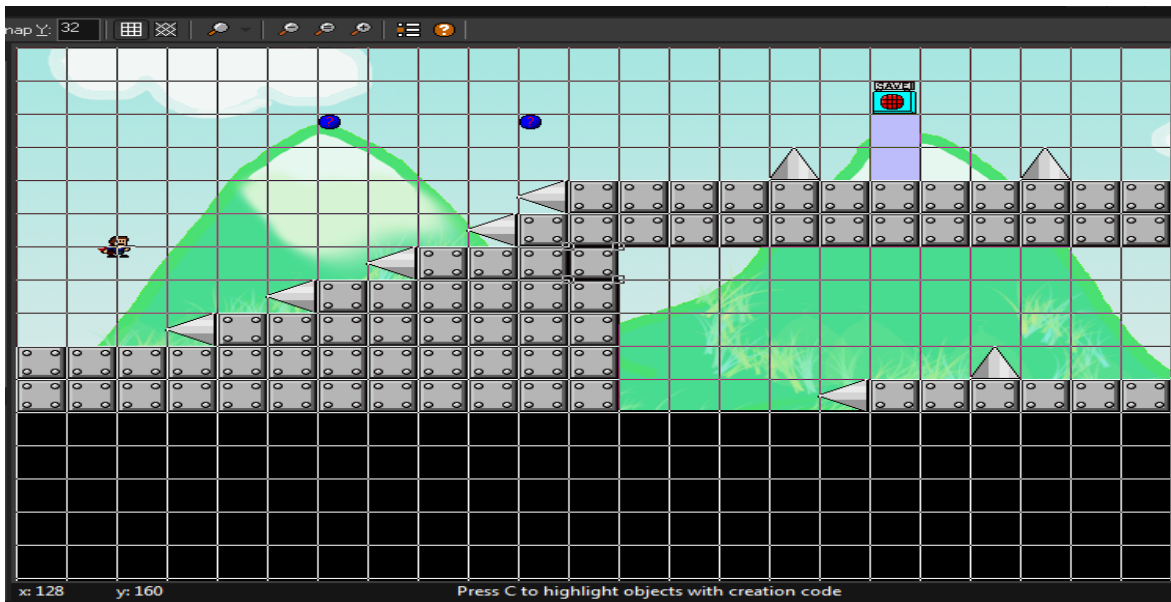 nap Y: 32
SAVE!
x: 128 y: 160 Press C to highlight objects with creation code